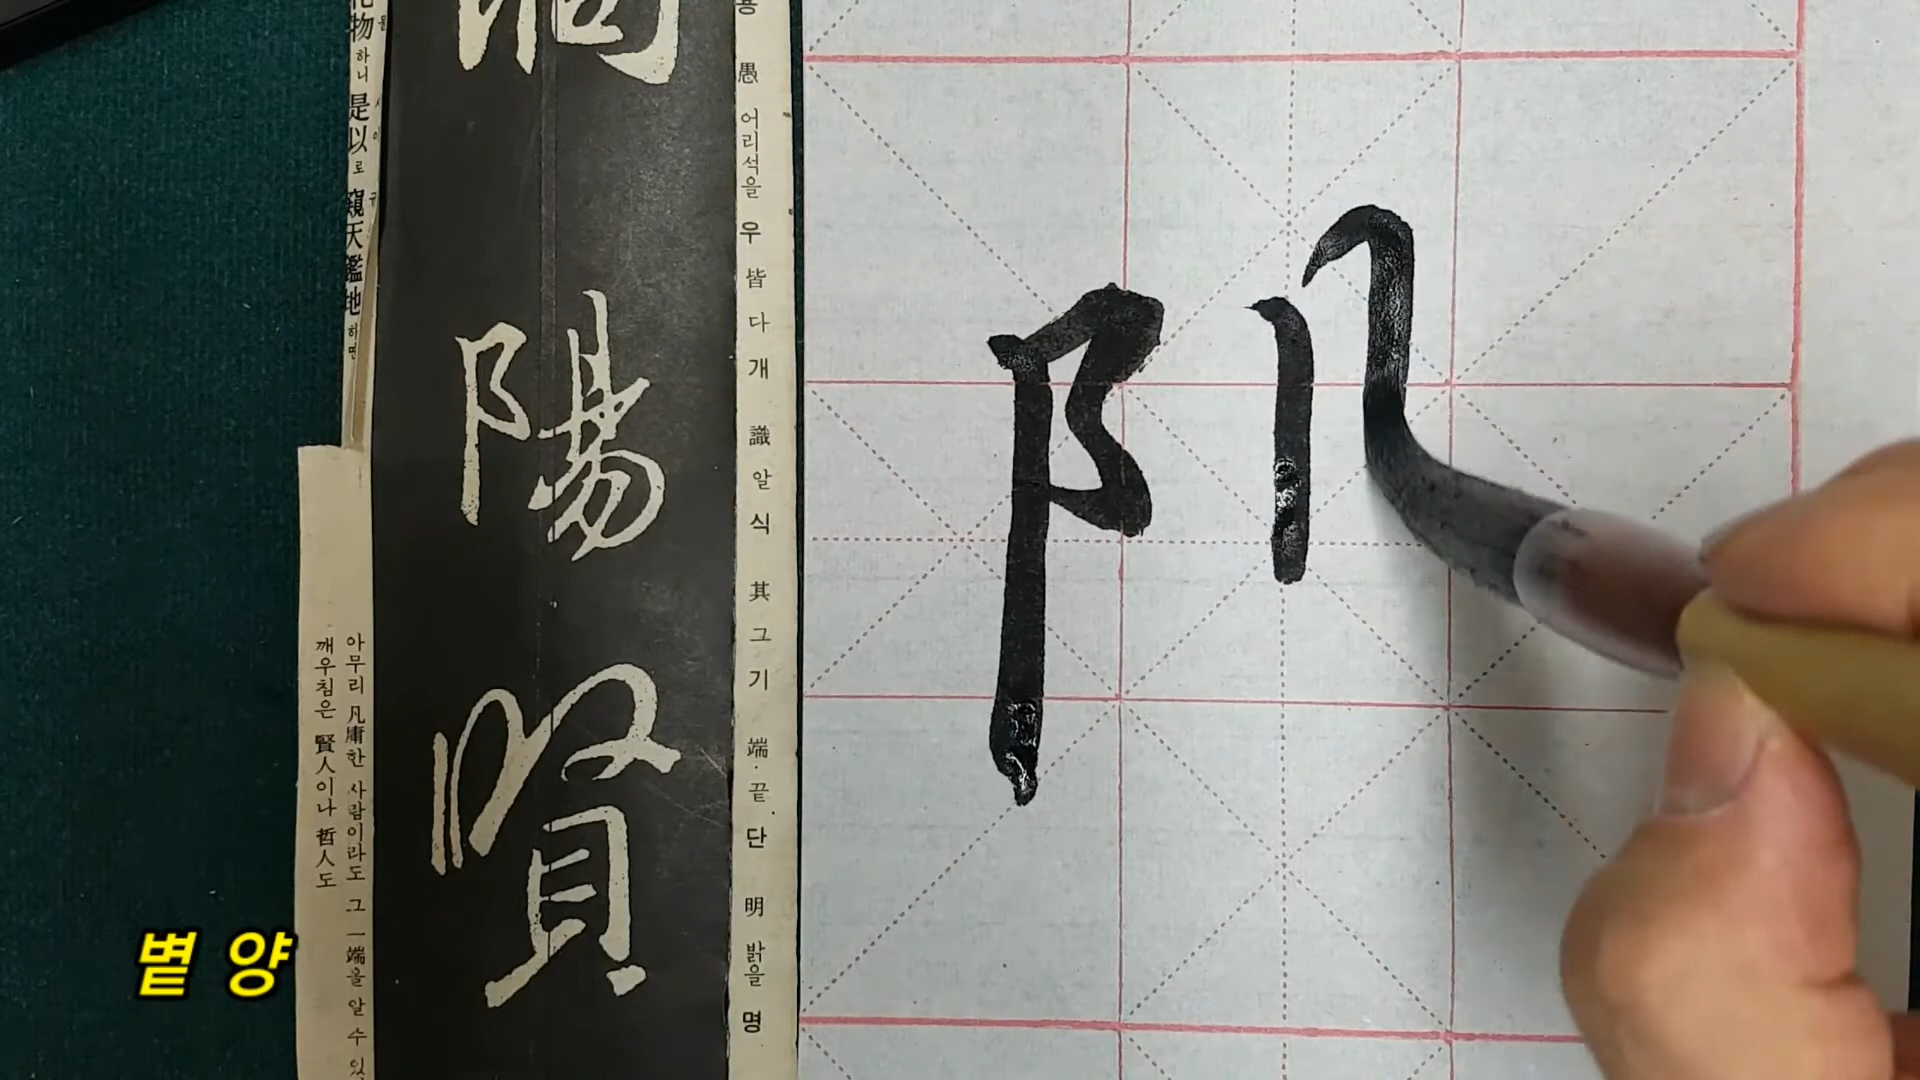 物하니 是以로 窺天鑑地하면
아무리 凡庸한 사람이라도 그 一端을 알 수 있
깨우침은 賢人이나 哲人도
陽賢
愚 어리석을 우 皆 다 개 識 알 식 其 그 기 端 끝 단 明 밝을 명
볕 양